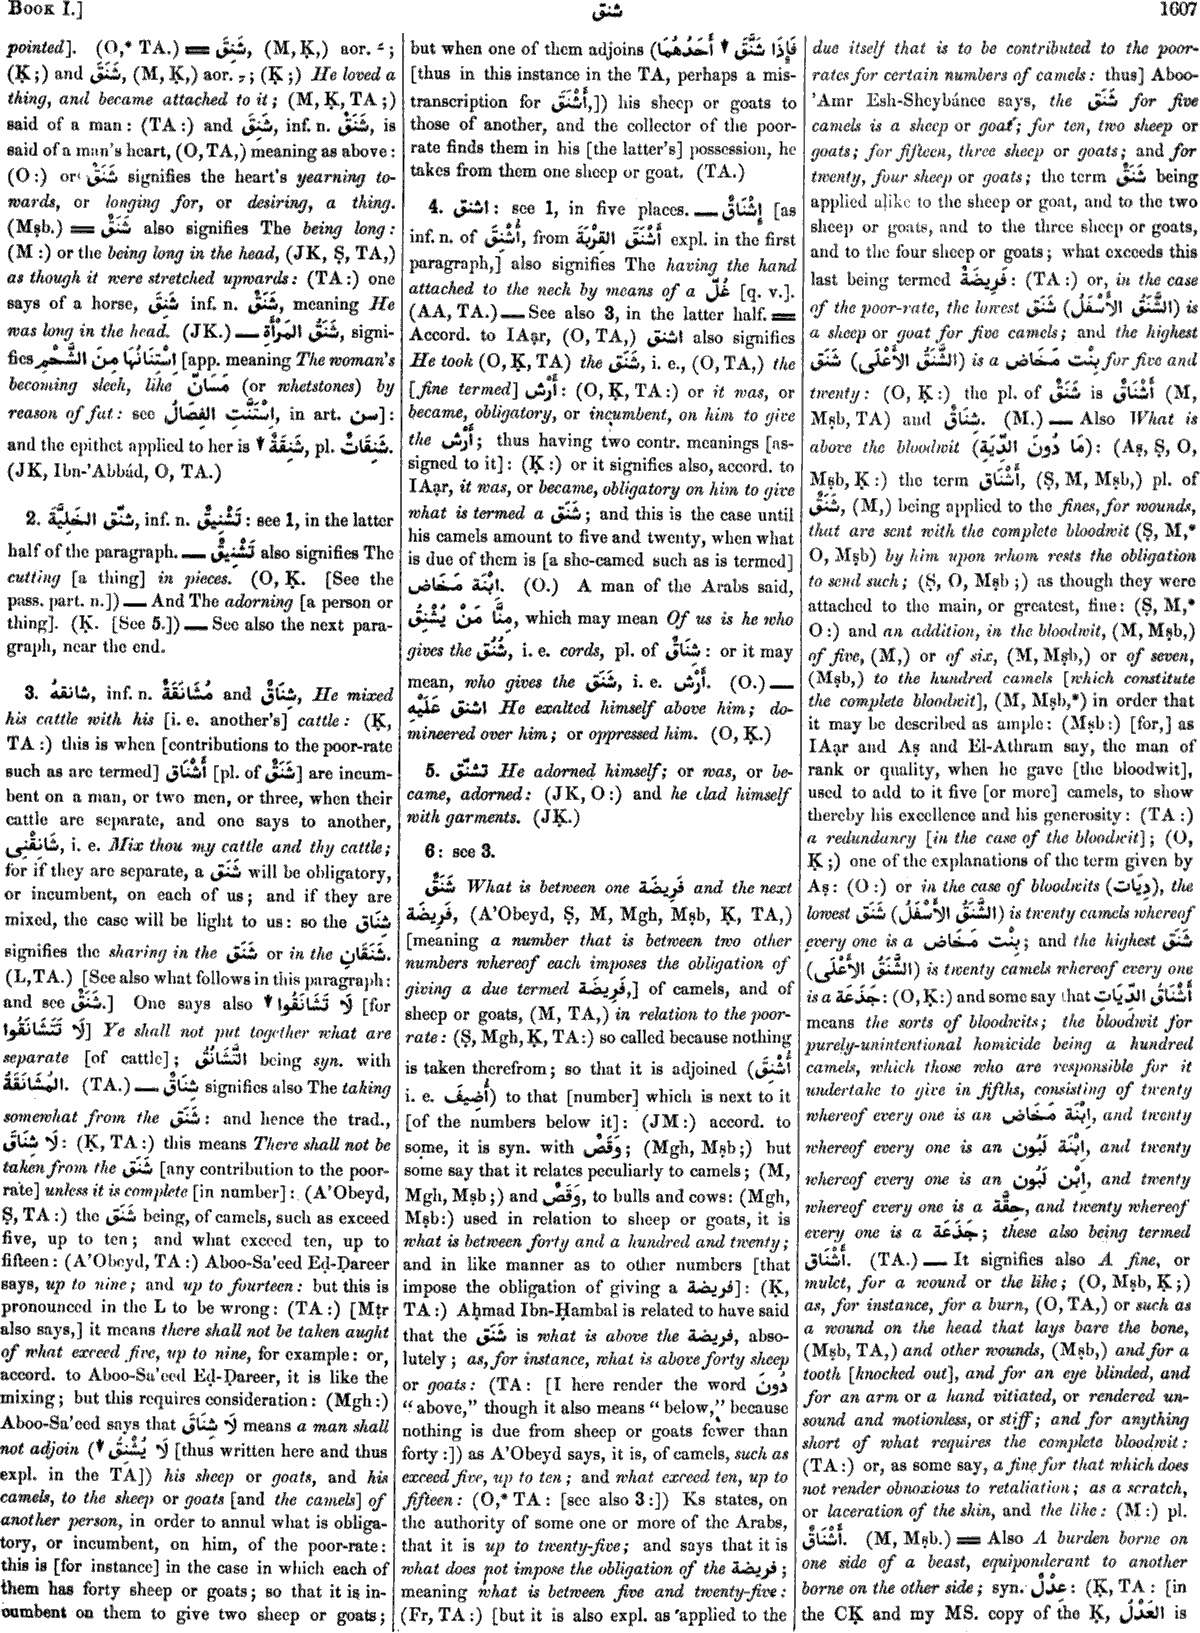 BOOK I.]
شنق
1607
pointed]. (O,* TA.) ═ شَنِقَ, (M, Ḳ,) aor. ـَ ;
(Ḳ;) and شَنَقَ, (M, Ḳ,) aor. ـِ ; (Ḳ;) He loved a
thing, and became attached to it; (M, Ḳ, TA;)
said of a man: (TA:) and شَنِقَ, inf. n. شَنَقٌ, is
said of a man's heart, (O, TA,) meaning as above:
(O:) or شَنَقٌ signifies the heart's yearning to-
wards, or longing for, or desiring, a thing.
(Mṣb.) ═ شَنَقٌ also signifies The being long:
(M:) or the being long in the head, (JK, Ṣ, TA,)
as though it were stretched upwards: (TA:) one
says of a horse, شَنِقَ inf. n. شَنَقٌ, meaning He
was long in the head. (JK.) — شَنَقُ المَرْأَةِ, signi-
fies اسْتِنَانُهَا مِنَ الشَّحْمِ [app. meaning The woman's
becoming sleek, like مَسَانّ (or whetstones) by
reason of fat: see اِسْتَنَّتِ الفِصَالُ, in art. سن]:
and the epithet applied to her is ↓ شَنِقَةٌ, pl. شَنِقَاتٌ.
(JK, Ibn-'Abbád, O, TA.)
2. شنّق الخَلِيَّةَ, inf. n. تَشْنِيقٌ: see 1, in the latter
half of the paragraph. — تَشْنِيقٌ also signifies The
cutting [a thing] in pieces. (O, Ḳ. [See the
pass. part. n.]) — And The adorning [a person or
thing]. (Ḳ. [See 5.]) — See also the next para-
graph, near the end.
3. شانقهُ, inf. n. مُشَانَقَةٌ and شِنَاقٌ, He mixed
his cattle with his [i. e. another's] cattle: (Ḳ,
TA:) this is when [contributions to the poor-rate
such as are termed] أَشْنَاق [pl. of شَنَقٌ] are incum-
bent on a man, or two men, or three, when their
cattle are separate, and one says to another,
شَانِقْنِى, i. e. Mix thou my cattle and thy cattle;
for if they are separate, a شَنَق will be obligatory,
or incumbent, on each of us; and if they are
mixed, the case will be light to us: so the شِنَاق
signifies the sharing in the شَنَق or in the شَنَقَانِ.
(L, TA.) [See also what follows in this paragraph:
and see شَنَقٌ.] One says also ↓ لَا تَشَانَقُوا [for
لَا تَتَشَانَقُوا] Ye shall not put together what are
separate [of cattle]; التَّشَانُقُ being syn. with
المُشَانَقَةُ. (TA.) — شِنَاقٌ signifies also The taking
somewhat from the شَنَق: and hence the trad.,
لَا شِنَاقَ: (Ḳ, TA:) this means There shall not be
taken from the شَنَق [any contribution to the poor-
rate] unless it is complete [in number]: (A'Obeyd,
Ṣ, TA:) the شَنَق being, of camels, such as exceed
five, up to ten; and what exceed ten, up to
fifteen: (A'Obeyd, TA:) Aboo-Sa'eed Eḍ-Ḍareer
says, up to nine; and up to fourteen: but this is
pronounced in the L to be wrong: (TA:) [Mṭr
also says,] it means there shall not be taken aught
of what exceed five, up to nine, for example: or,
accord. to Aboo-Sa'eed Eḍ-Ḍareer, it is like the
mixing; but this requires consideration: (Mgh:)
Aboo-Sa'eed says that لَا شِنَاقَ means a man shall
not adjoin (↓ لَا يُشْنِقُ [thus written here and thus
expl. in the TA]) his sheep or goats, and his
camels, to the sheep or goats [and the camels] of
another person, in order to annul what is obliga-
tory, or incumbent, on him, of the poor-rate:
this is [for instance] in the case in which each of
them has forty sheep or goats; so that it is in-
cumbent on them to give two sheep or goats;
but when one of them adjoins (فَإِذَا شَنَّقَ ↓ أَحَدُهُمَا
[thus in this instance in the TA, perhaps a mis-
transcription for أَشْنَقَ,]) his sheep or goats to
those of another, and the collector of the poor-
rate finds them in his [the latter's] possession, he
takes from them one sheep or goat. (TA.)
4. اشنق: see 1, in five places. — إِشْنَاقٌ [as
inf. n. of أُشْنِقَ, from أَشْنَقَ القِرْبَةَ expl. in the first
paragraph,] also signifies The having the hand
attached to the neck by means of a غُلّ [q. v.].
(AA, TA.) — See also 3, in the latter half. ═
Accord. to IAạr, (O, TA,) اشنق also signifies
He took (O, Ḳ, TA) the شَنَق, i. e., (O, TA,) the
[fine termed] أَرْش: (O, Ḳ, TA:) or it was, or
became, obligatory, or incumbent, on him to give
the أَرْش; thus having two contr. meanings [as-
signed to it]: (Ḳ:) or it signifies also, accord. to
IAạr, it was, or became, obligatory on him to give
what is termed a شَنَق; and this is the case until
his camels amount to five and twenty, when what
is due of them is [a she-camel such as is termed]
اِبْنَة مَخَاض. (O.) A man of the Arabs said,
مِنَّا مَنْ يُشْنِقُ, which may mean Of us is he who
gives the شُنُق, i. e. cords, pl. of شِنَاقٌ: or it may
mean, who gives the شَنَق, i. e. أَرْش. (O.) —
اشنق عَلَيْهِ He exalted himself above him; do-
mineered over him; or oppressed him. (O, Ḳ.)
5. تشنّق He adorned himself; or was, or be-
came, adorned: (JK, O:) and he clad himself
with garments. (JK.)
6: see 3.
شَنَقٌ What is between one فَرِيضَة and the next
فَرِيضَة, (A'Obeyd, Ṣ, M, Mgh, Mṣb, Ḳ, TA,)
[meaning a number that is between two other
numbers whereof each imposes the obligation of
giving a due termed فَرِيضَة,] of camels, and of
sheep or goats, (M, TA,) in relation to the poor-
rate: (Ṣ, Mgh, Ḳ, TA:) so called because nothing
is taken therefrom; so that it is adjoined (أُشْنِقَ
i. e. أُضِيفَ) to that [number] which is next to it
[of the numbers below it]: (JM:) accord. to
some, it is syn. with وَقَصٌ; (Mgh, Mṣb;) but
some say that it relates peculiarly to camels; (M,
Mgh, Mṣb;) and وَقَصٌ, to bulls and cows: (Mgh,
Mṣb:) used in relation to sheep or goats, it is
what is between forty and a hundred and twenty;
and in like manner as to other numbers [that
impose the obligation of giving a فريضة]: (Ḳ,
TA:) Aḥmad Ibn-Ḥambal is related to have said
that the شَنَق is what is above the فريضة, abso-
lutely; as, for instance, what is above forty sheep
or goats: (TA: [I here render the word دُونَ
"above," though it also means "below," because
nothing is due from sheep or goats fewer than
forty:]) as A'Obeyd says, it is, of camels, such as
exceed five, up to ten; and what exceed ten, up to
fifteen: (O,* TA: [see also 3:]) Ks states, on
the authority of some one or more of the Arabs,
that it is up to twenty-five; and says that it is
what does not impose the obligation of the فريضة;
meaning what is between five and twenty-five:
(Fr, TA:) [but it is also expl. as applied to the
due itself that is to be contributed to the poor-
rates for certain numbers of camels: thus] Aboo-
'Amr Esh-Sheybánee says, the شَنَق for five
camels is a sheep or goat; for ten, two sheep or
goats; for fifteen, three sheep or goats; and for
twenty, four sheep or goats; the term شَنَقٌ being
applied alike to the sheep or goat, and to the two
sheep or goats, and to the three sheep or goats,
and to the four sheep or goats; what exceeds this
last being termed فَرِيضَةٌ: (TA:) or, in the case
of the poor-rate, the lowest شَنَق (الشَّنَقُ الأَسْفَلُ) is
a sheep or goat for five camels; and the highest
شَنَق (الشَّنَقُ الأَعْلَى) is a بِنْت مَخَاض for five and
twenty: (O, Ḳ:) the pl. of شَنَقٌ is أَشْنَاقٌ (M,
Mṣb, TA) and شِنَاقٌ. (M.) — Also What is
above the bloodwit (مَا دُونَ الدِّيَةِ): (Aṣ, Ṣ, O,
Mṣb, Ḳ:) the term أَشْنَاق, (Ṣ, M, Mṣb,) pl. of
شَنَقٌ, (M,) being applied to the fines, for wounds,
that are sent with the complete bloodwit (Ṣ, M,*
O, Mṣb) by him upon whom rests the obligation
to send such; (Ṣ, O, Mṣb;) as though they were
attached to the main, or greatest, fine: (Ṣ, M,*
O:) and an addition, in the bloodwit, (M, Mṣb,)
of five, (M,) or of six, (M, Mṣb,) or of seven,
(Mṣb,) to the hundred camels [which constitute
the complete bloodwit], (M, Mṣb,*) in order that
it may be described as ample: (Mṣb:) [for,] as
IAạr and Aṣ and El-Athram say, the man of
rank or quality, when he gave [the bloodwit],
used to add to it five [or more] camels, to show
thereby his excellence and his generosity: (TA:)
a redundancy [in the case of the bloodwit]; (O,
Ḳ;) one of the explanations of the term given by
Aṣ: (O:) or in the case of bloodwits (دِيَات), the
lowest شَنَق (الشَّنَقُ الأَسْفَلُ) is twenty camels whereof
every one is a بِنْت مَخَاض; and the highest شَنَق
(الشَّنَقُ الأَعْلَى) is twenty camels whereof every one
is a جَذَعَة: (O, Ḳ:) and some say that أَشْنَاقُ الدِّيَاتِ
means the sorts of bloodwits; the bloodwit for
purely-unintentional homicide being a hundred
camels, which those who are responsible for it
undertake to give in fifths, consisting of twenty
whereof every one is an اِبْنَة مَخَاض, and twenty
whereof every one is an اِبْنَة لَبُون, and twenty
whereof every one is an اِبْن لَبُون, and twenty
whereof every one is a حِقَّة, and twenty whereof
every one is a جَذَعَة; these also being termed
أَشْنَاق. (TA.) — It signifies also A fine, or
mulct, for a wound or the like; (O, Mṣb, Ḳ;)
as, for instance, for a burn, (O, TA,) or such as
a wound on the head that lays bare the bone,
(Mṣb, TA,) and other wounds, (Mṣb,) and for a
tooth [knocked out], and for an eye blinded, and
for an arm or a hand vitiated, or rendered un-
sound and motionless, or stiff; and for anything
short of what requires the complete bloodwit:
(TA:) or, as some say, a fine for that which does
not render obnoxious to retaliation; as a scratch,
or laceration of the skin, and the like: (M:) pl.
أَشْنَاقٌ. (M, Mṣb.) ═ Also A burden borne on
one side of a beast, equiponderant to another
borne on the other side; syn. عِدْلٌ: (Ḳ, TA: [in
the CḲ and my MS. copy of the Ḳ, العَدْلُ is